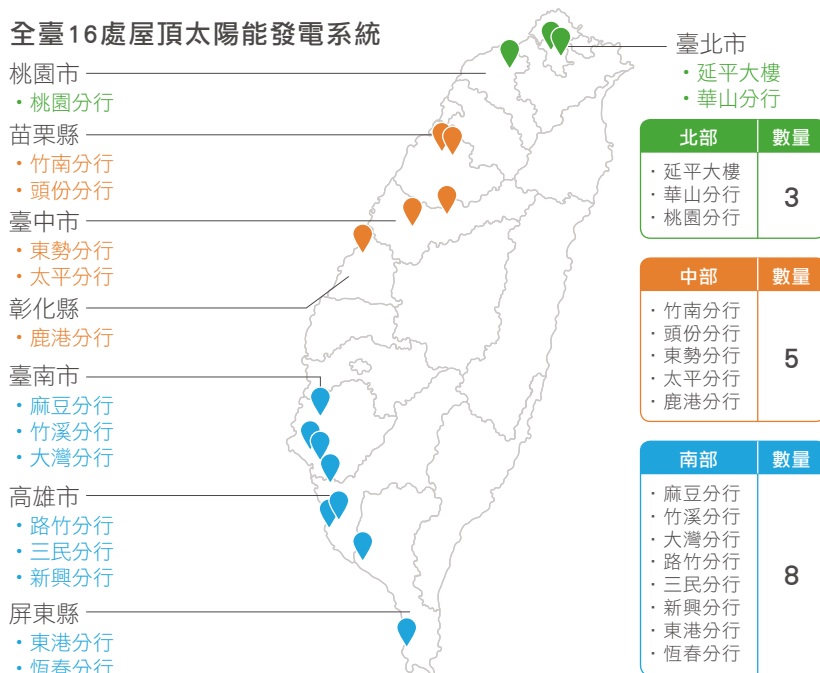 全臺16處屋頂太陽能發電系統
桃園市
• 桃園分行
苗栗縣
• 竹南分行
• 頭份分行
臺中市
• 東勢分行
• 太平分行
彰化縣
• 鹿港分行
臺南市
• 麻豆分行
• 竹溪分行
• 大灣分行
高雄市
• 路竹分行
• 三民分行
• 新興分行
屏東縣
• 東港分行
• 恆春分行
臺北市
• 延平大樓
• 華山分行
北部 數量
· 延平大樓
· 華山分行
· 桃園分行
3
中部 數量
· 竹南分行
· 頭份分行
· 東勢分行
· 太平分行
· 鹿港分行
5
南部 數量
· 麻豆分行
· 竹溪分行
· 大灣分行
· 路竹分行
· 三民分行
· 新興分行
· 東港分行
· 恆春分行
8